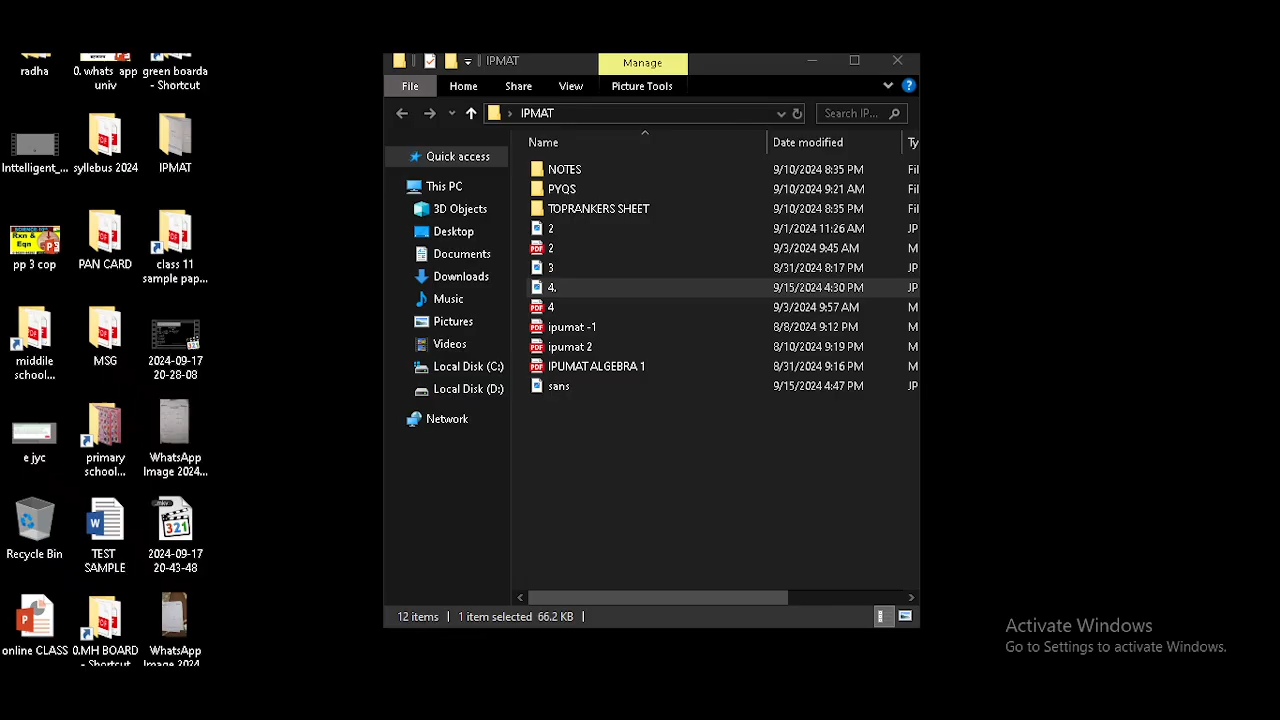 radha
0. whats app
univ
green boarda
- Shortcut
Inttelligent_...
syllebus 2024
IPMAT
pp 3 cop
PAN CARD
class 11
sample pap...
middile
school...
MSG
2024-09-17
20-28-08
e jyc
primary
school...
WhatsApp
Image 2024...
Recycle Bin
TEST
SAMPLE
2024-09-17
20-43-48
online CLASS
0.MH BOARD
- Shortcut
WhatsApp
Image 2024
IPMAT
Manage
File Home Share View Picture Tools
IPMAT
Search IP...
Name Date modified Ty
Quick access
This PC
3D Objects
Desktop
Documents
Downloads
Music
Pictures
Videos
Local Disk (C:)
Local Disk (D:)
Network
NOTES 9/10/2024 8:35 PM Fil
PYQS 9/10/2024 9:21 AM Fil
TOPRANKERS SHEET 9/10/2024 8:35 PM Fil
2 9/1/2024 11:26 AM JP
2 9/3/2024 9:45 AM M
3 8/31/2024 8:17 PM JP
4. 9/15/2024 4:30 PM JP
4 9/3/2024 9:57 AM M
ipumat -1 8/8/2024 9:12 PM M
ipumat 2 8/10/2024 9:19 PM M
IPUMAT ALGEBRA 1 8/31/2024 9:16 PM M
sans 9/15/2024 4:47 PM JP
12 items 1 item selected 66.2 KB
Activate Windows
Go to Settings to activate Windows.